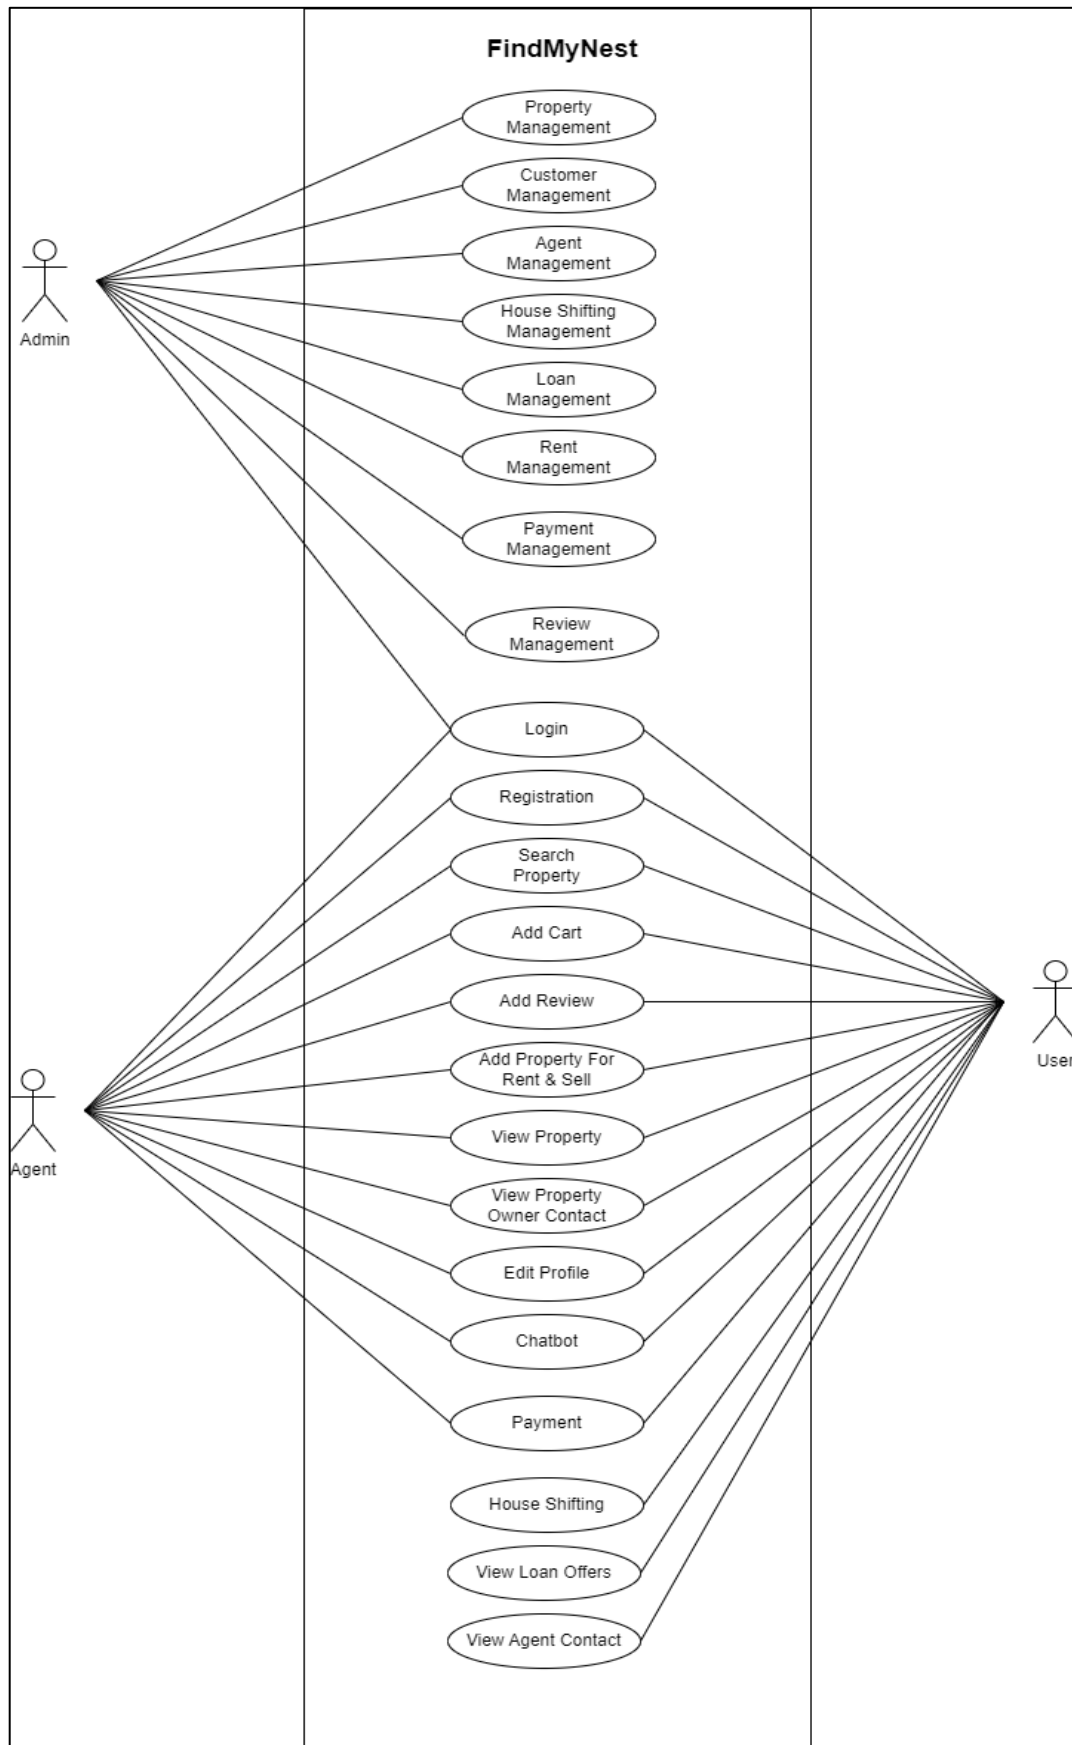 FindMyNest
Property
Management
Customer
Management
Agent
Management
House Shifting
Management
Loan
Management
Rent
Management
Payment
Management
Review
Management
Login
Registration
Search
Property
Add Cart
Add Review
Add Property For
Rent & Sell
View Property
View Property
Owner Contact
Edit Profile
Chatbot
Payment
House Shifting
View Loan Offers
View Agent Contact
Admin
Agent
User